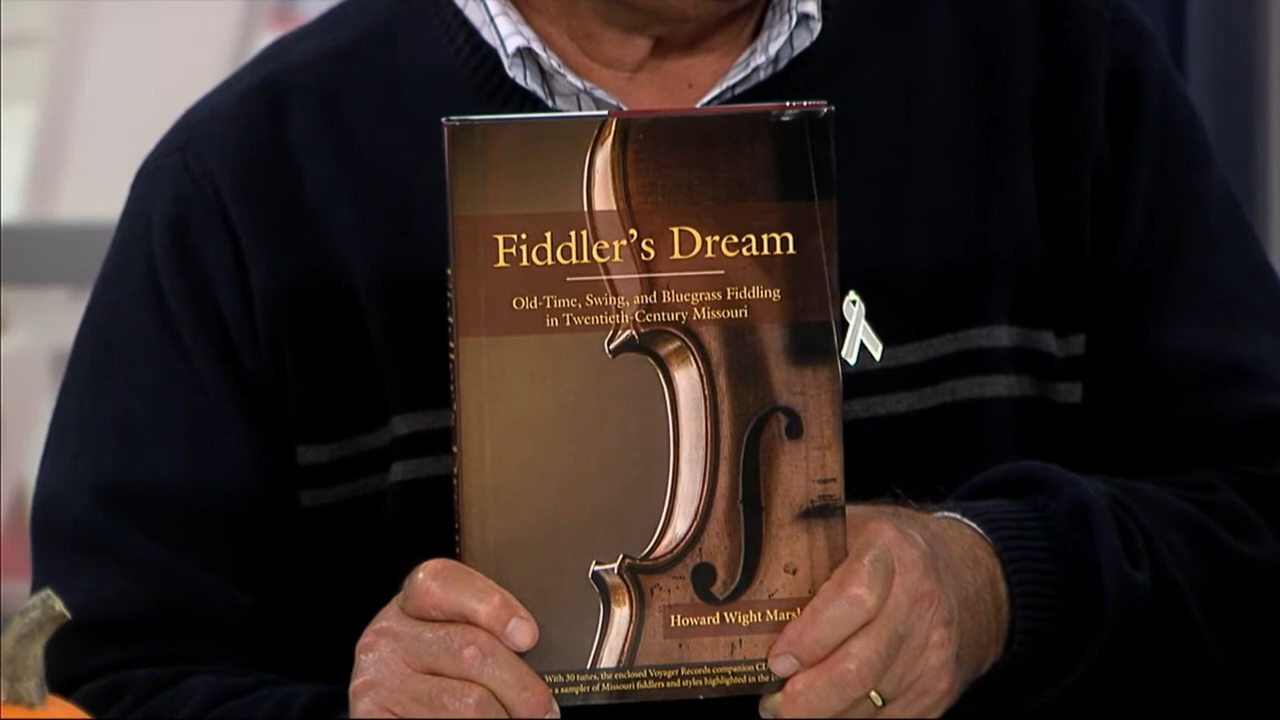 Fiddler's Dream
Old-Time, Swing, and Bluegrass Fiddling
in Twentieth-Century Missouri
Howard Wight
With 30 tunes, the enclosed Voyager Records companion CD
a sampler of Missouri fiddlers and styles highlighted in the